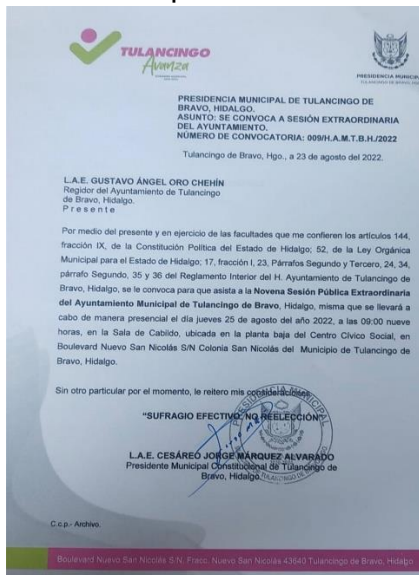 TULANCINGO
Avanza
PRESIDENCIA MUNICIPAL
PRESIDENCIA MUNICIPAL DE TULANCINGO DE
BRAVO, HIDALGO.
ASUNTO: SE CONVOCA A SESIÓN EXTRAORDINARIA
DEL AYUNTAMIENTO.
NÚMERO DE CONVOCATORIA: 009/H.A.M.T.B.H./2022
Tulancingo de Bravo, Hgo., a 23 de agosto del 2022.
L.A.E. GUSTAVO ÁNGEL ORO CHEHÍN
Regidor del Ayuntamiento de Tulancingo
de Bravo, Hidalgo.
P r e s e n t e
Por medio del presente y en ejercicio de las facultades que me confieren los artículos 144,
fracción IX, de la Constitución Política del Estado de Hidalgo; 52, de la Ley Orgánica
Municipal para el Estado de Hidalgo; 17, fracción I, 23, Párrafos Segundo y Tercero, 24, 34,
párrafo Segundo, 35 y 36 del Reglamento Interior del H. Ayuntamiento de Tulancingo de
Bravo, Hidalgo, se le convoca para que asista a la Novena Sesión Pública Extraordinaria
del Ayuntamiento Municipal de Tulancingo de Bravo, Hidalgo, misma que se llevará a
cabo de manera presencial el día jueves 25 de agosto del año 2022, a las 09:00 nueve
horas, en la Sala de Cabildo, ubicada en la planta baja del Centro Cívico Social, en
Boulevard Nuevo San Nicolás S/N Colonia San Nicolás del Municipio de Tulancingo de
Bravo, Hidalgo.
Sin otro particular por el momento, le reitero mis consideraciones.
"SUFRAGIO EFECTIVO, NO REELECCIÓN"
L.A.E. CESÁREO JORGE MÁRQUEZ ALVARADO
Presidente Municipal Constitucional de Tulancingo de
Bravo, Hidalgo
PRESIDENCIA MUNICIPAL
C.c.p.- Archivo.
Boulevard Nuevo San Nicolás S/N, Fracc. Nuevo San Nicolás 43640 Tulancingo de Bravo, Hidalgo